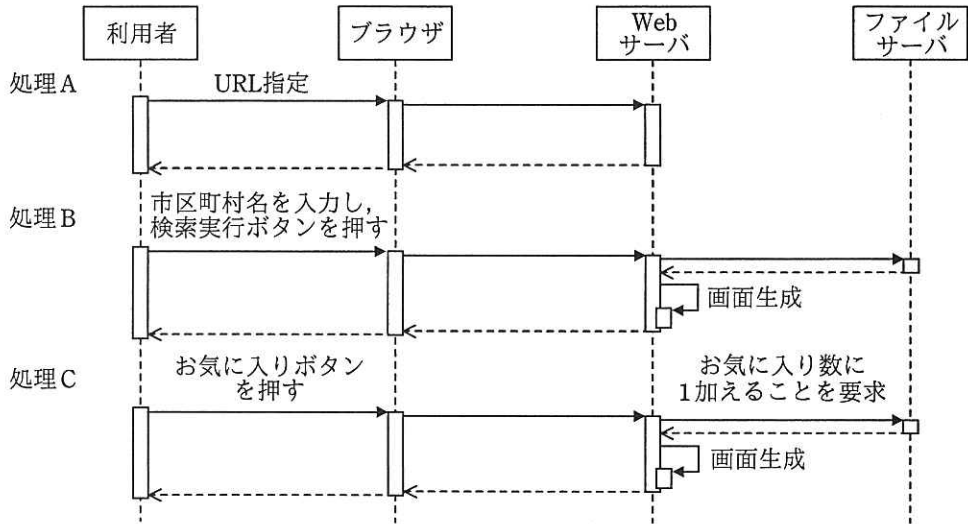 利用者
ブラウザ
Web
サーバ
ファイル
サーバ
処理A
URL指定
処理B
市区町村名を入力し,
検索実行ボタンを押す
画面生成
処理C
お気に入りボタン
を押す
お気に入り数に
1加えることを要求
画面生成